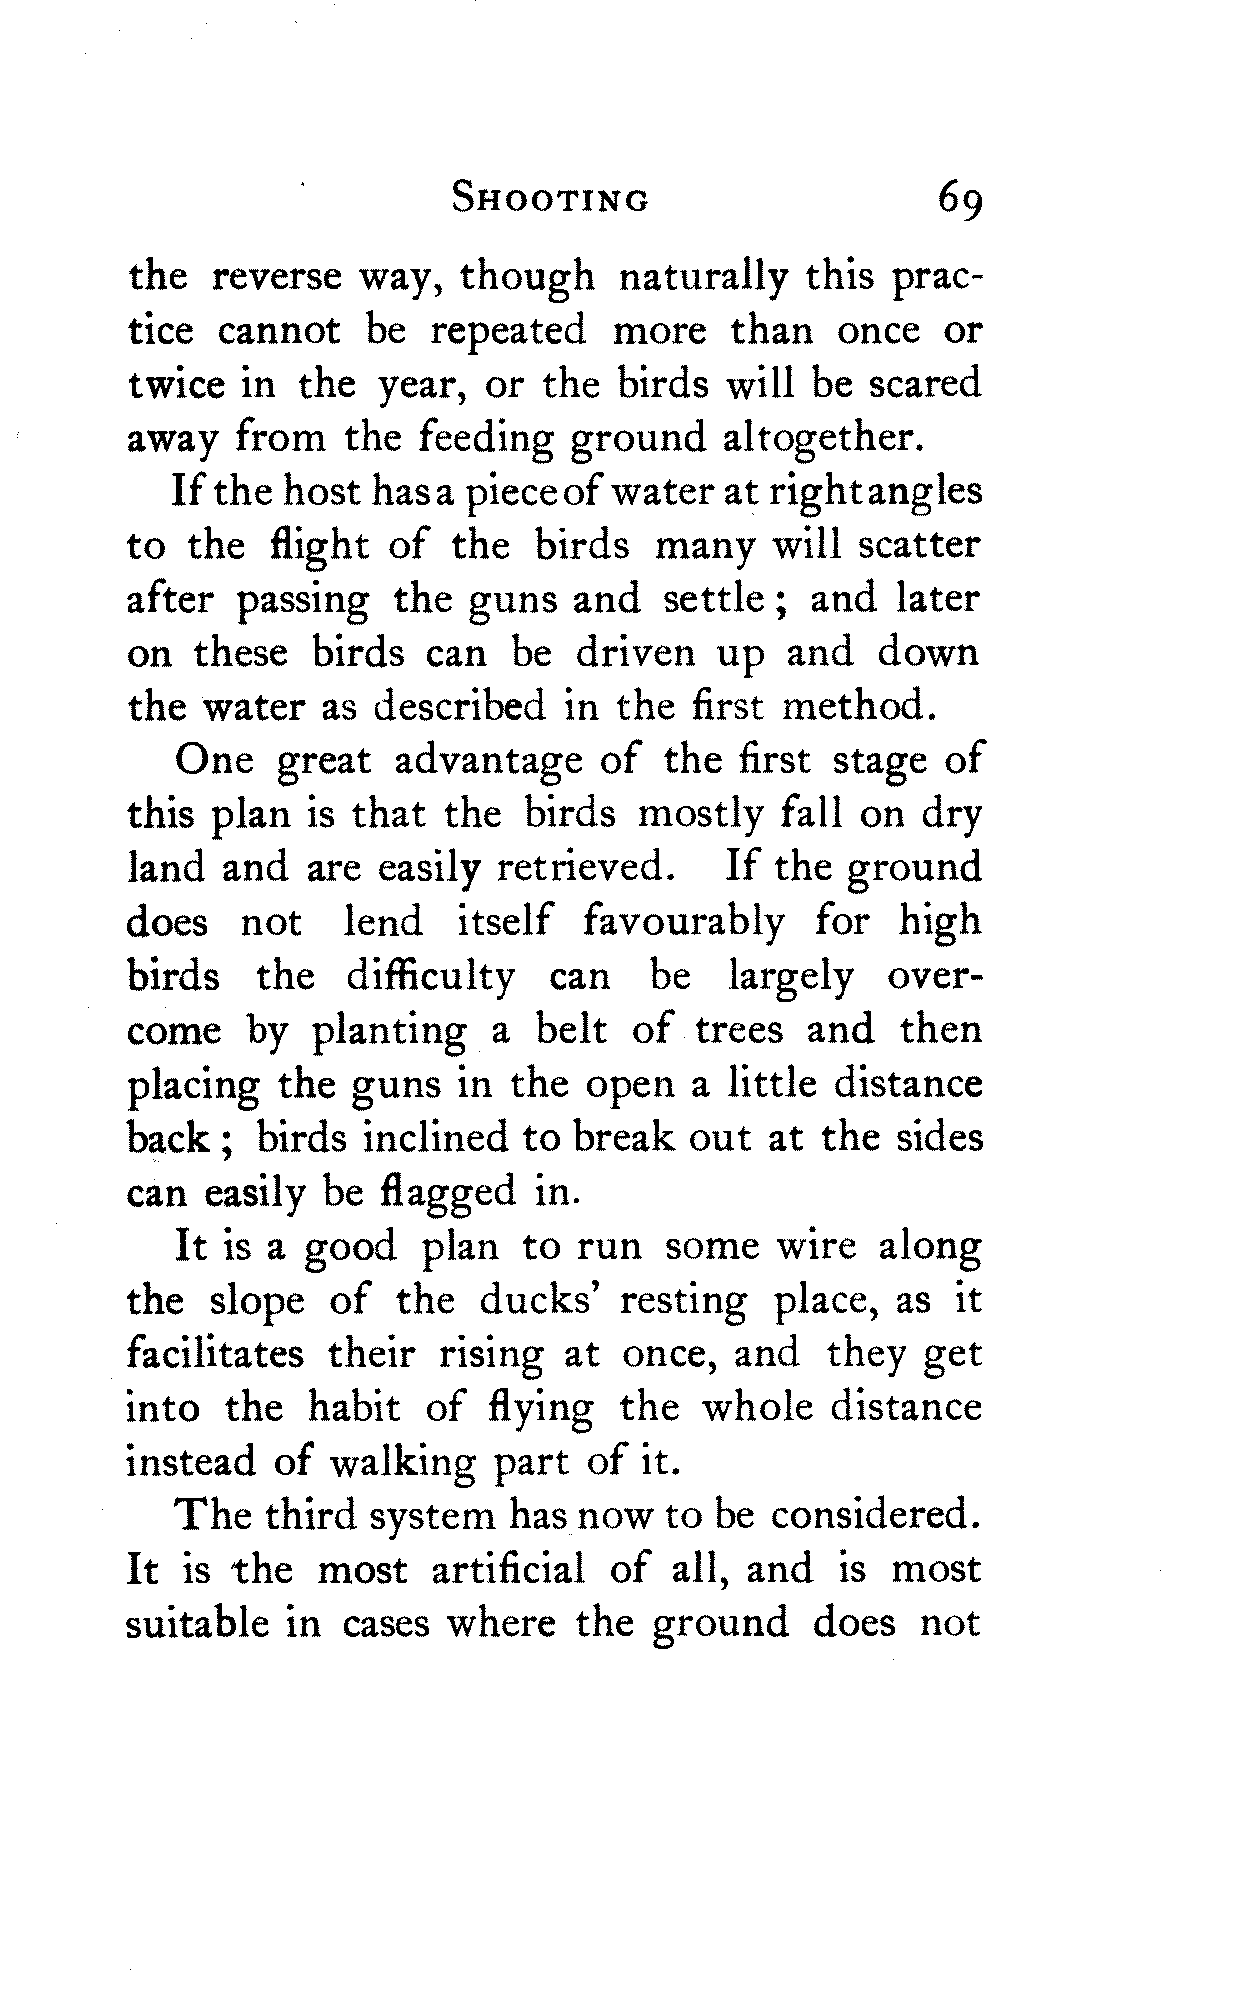 SHOOTING 69
the reverse way, though naturally this prac-
tice cannot be repeated more than once or
twice in the year, or the birds will be scared
away from the feeding ground altogether.
If the host has a piece of water at right angles
to the flight of the birds many will scatter
after passing the guns and settle ; and later
on these birds can be driven up and down
the water as described in the first method.
One great advantage of the first stage of
this plan is that the birds mostly fall on dry
land and are easily retrieved. If the ground
does not lend itself favourably for high
birds the difficulty can be largely over-
come by planting a belt of trees and then
placing the guns in the open a little distance
back ; birds inclined to break out at the sides
can easily be flagged in.
It is a good plan to run some wire along
the slope of the ducks' resting place, as it
facilitates their rising at once, and they get
into the habit of flying the whole distance
instead of walking part of it.
The third system has now to be considered.
It is the most artificial of all, and is most
suitable in cases where the ground does not